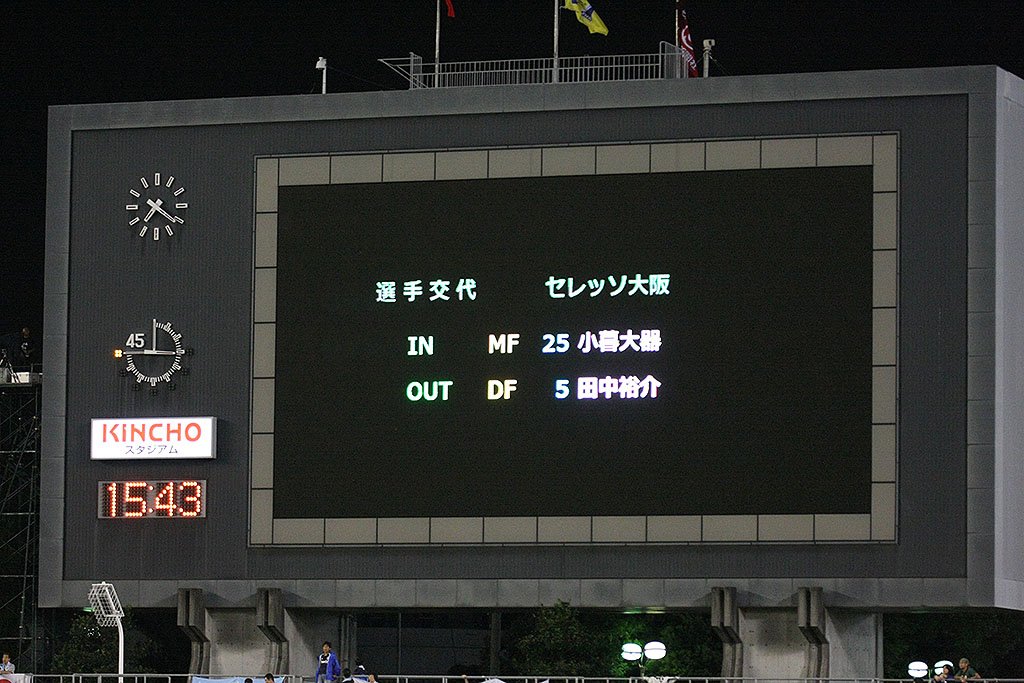 選手交代 セレッソ大阪
IN MF 25 小暮大器
OUT DF 5 田中裕介
45
KINCHO
スタジアム
15:43